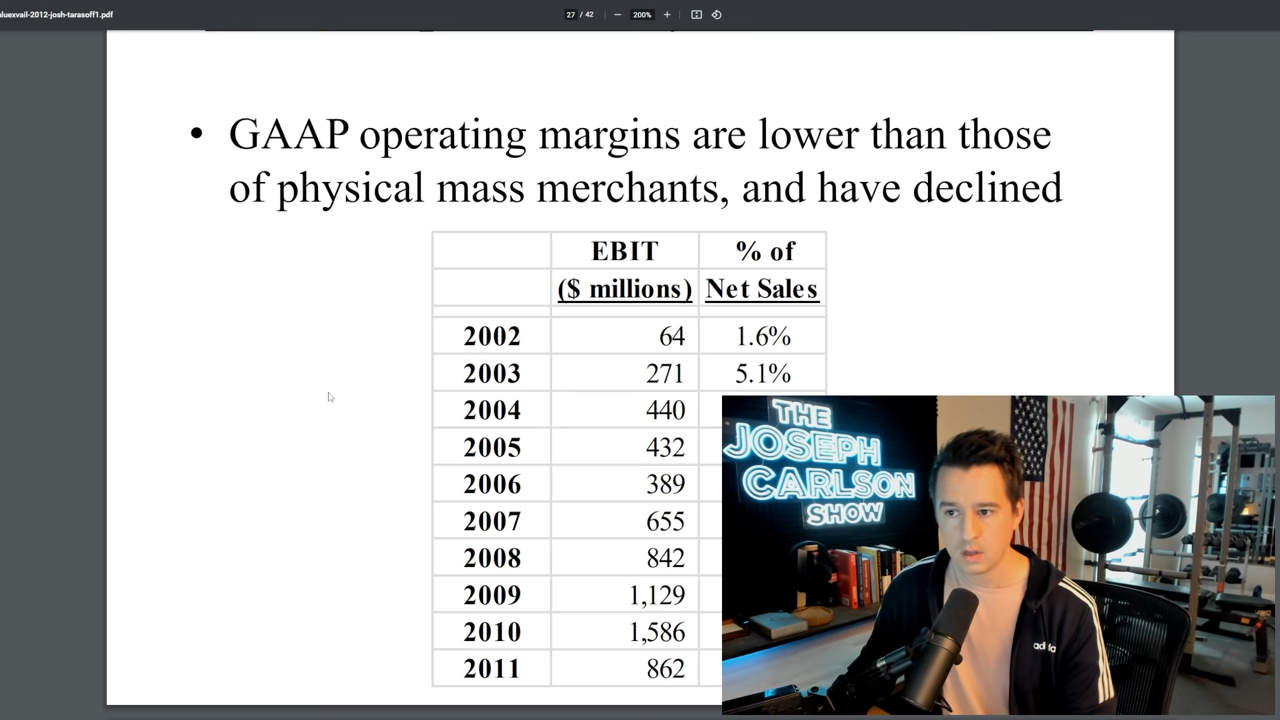 luexvail-2012-josh-tarasoff1.pdf
27 / 42
200%
• GAAP operating margins are lower than those
of physical mass merchants, and have declined
EBIT % of
($ millions) Net Sales
2002 64 1.6%
2003 271 5.1%
2004 440
2005 432
2006 389
2007 655
2008 842
2009 1,129
2010 1,586
2011 862
THE
JOSEPH
CARLSON
SHOW